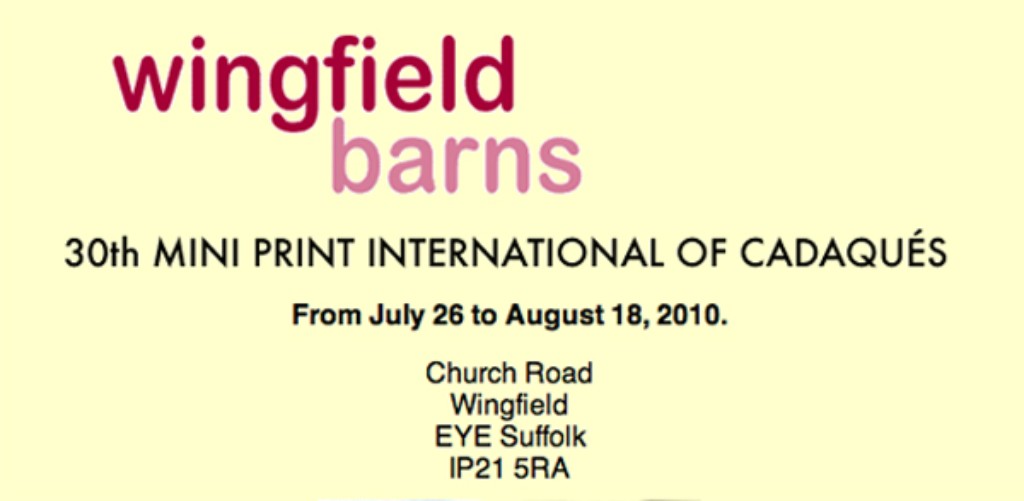 wingfield
barns
30th MINI PRINT INTERNATIONAL OF CADAQUÉS
From July 26 to August 18, 2010.
Church Road
Wingfield
EYE Suffolk
IP21 5RA